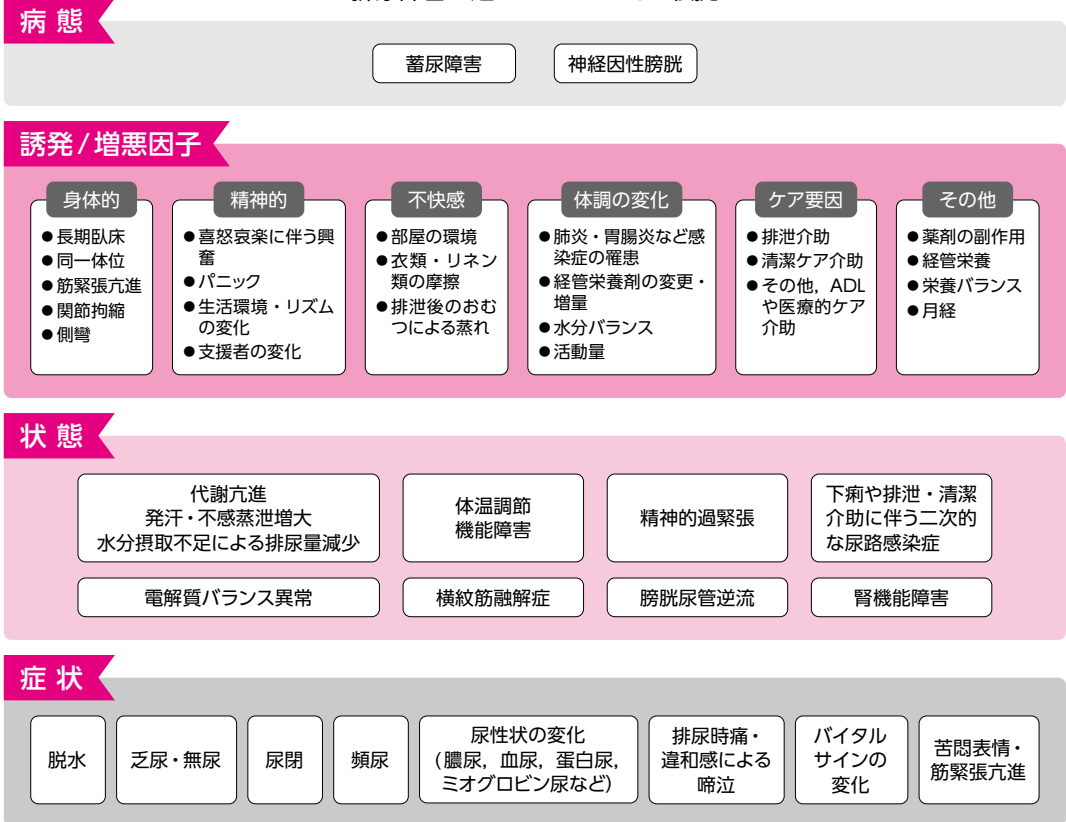 病態
蓄尿障害
神経因性膀胱
誘発/増悪因子
身体的
●長期臥床
●同一体位
●筋緊張亢進
●関節拘縮
●側彎
精神的
●喜怒哀楽に伴う興
奮
●パニック
●生活環境・リズム
の変化
●支援者の変化
不快感
●部屋の環境
●衣類・リネン
類の摩擦
●排泄後のおむ
つによる蒸れ
体調の変化
●肺炎・胃腸炎など感
染症の罹患
●経管栄養剤の変更・
増量
●水分バランス
●活動量
ケア要因
●排泄介助
●清潔ケア介助
●その他，ADL
や医療的ケア
介助
その他
●薬剤の副作用
●経管栄養
●栄養バランス
●月経
状態
代謝亢進
発汗・不感蒸泄増大
水分摂取不足による排尿量減少
体温調節
機能障害
精神的過緊張
下痢や排泄・清潔
介助に伴う二次的
な尿路感染症
電解質バランス異常
横紋筋融解症
膀胱尿管逆流
腎機能障害
症状
脱水
乏尿・無尿
尿閉
頻尿
尿性状の変化
(膿尿，血尿，蛋白尿，
ミオグロビン尿など)
排尿時痛・
違和感による
啼泣
バイタル
サインの
変化
苦悶表情・
筋緊張亢進